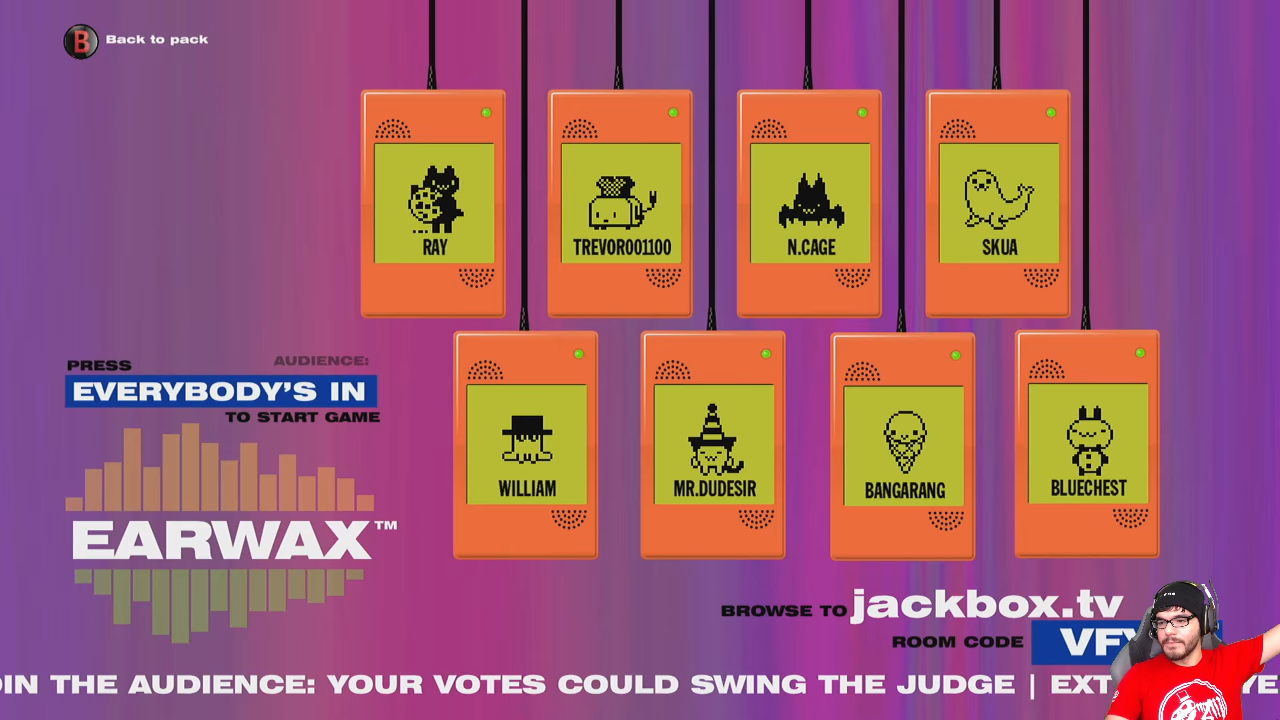 B Back to pack
RAY
TREVOR001100
N.CAGE
SKUA
PRESS
AUDIENCE:
EVERYBODY'S IN
TO START GAME
EARWAX™
WILLIAM
MR.DUDESIR
BANGARANG
BLUECHEST
BROWSE TO jackbox.tv
ROOM CODE
THE AUDIENCE: YOUR VOTES COULD SWING THE JUDGE |